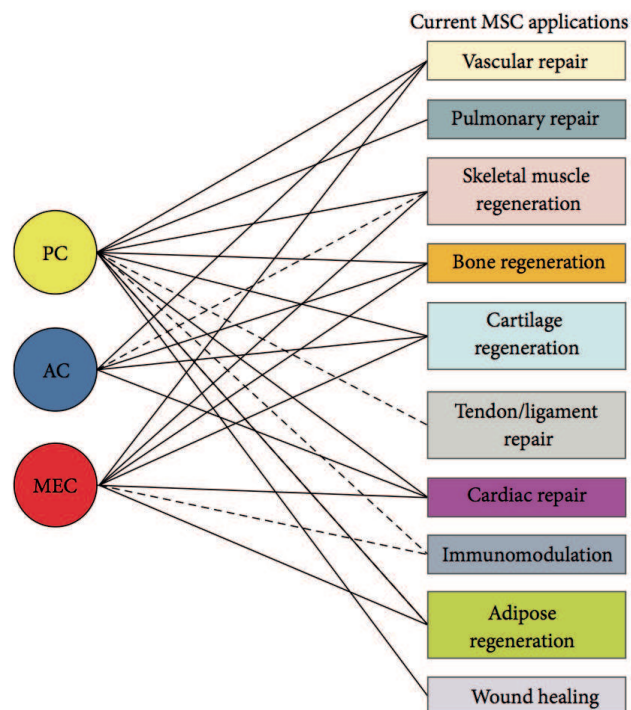 Current MSC applications
Vascular repair
Pulmonary repair
Skeletal muscle
regeneration
PC
Bone regeneration
Cartilage
regeneration
AC
Tendon/ligament
repair
MEC
Cardiac repair
Immunomodulation
Adipose
regeneration
Wound healing